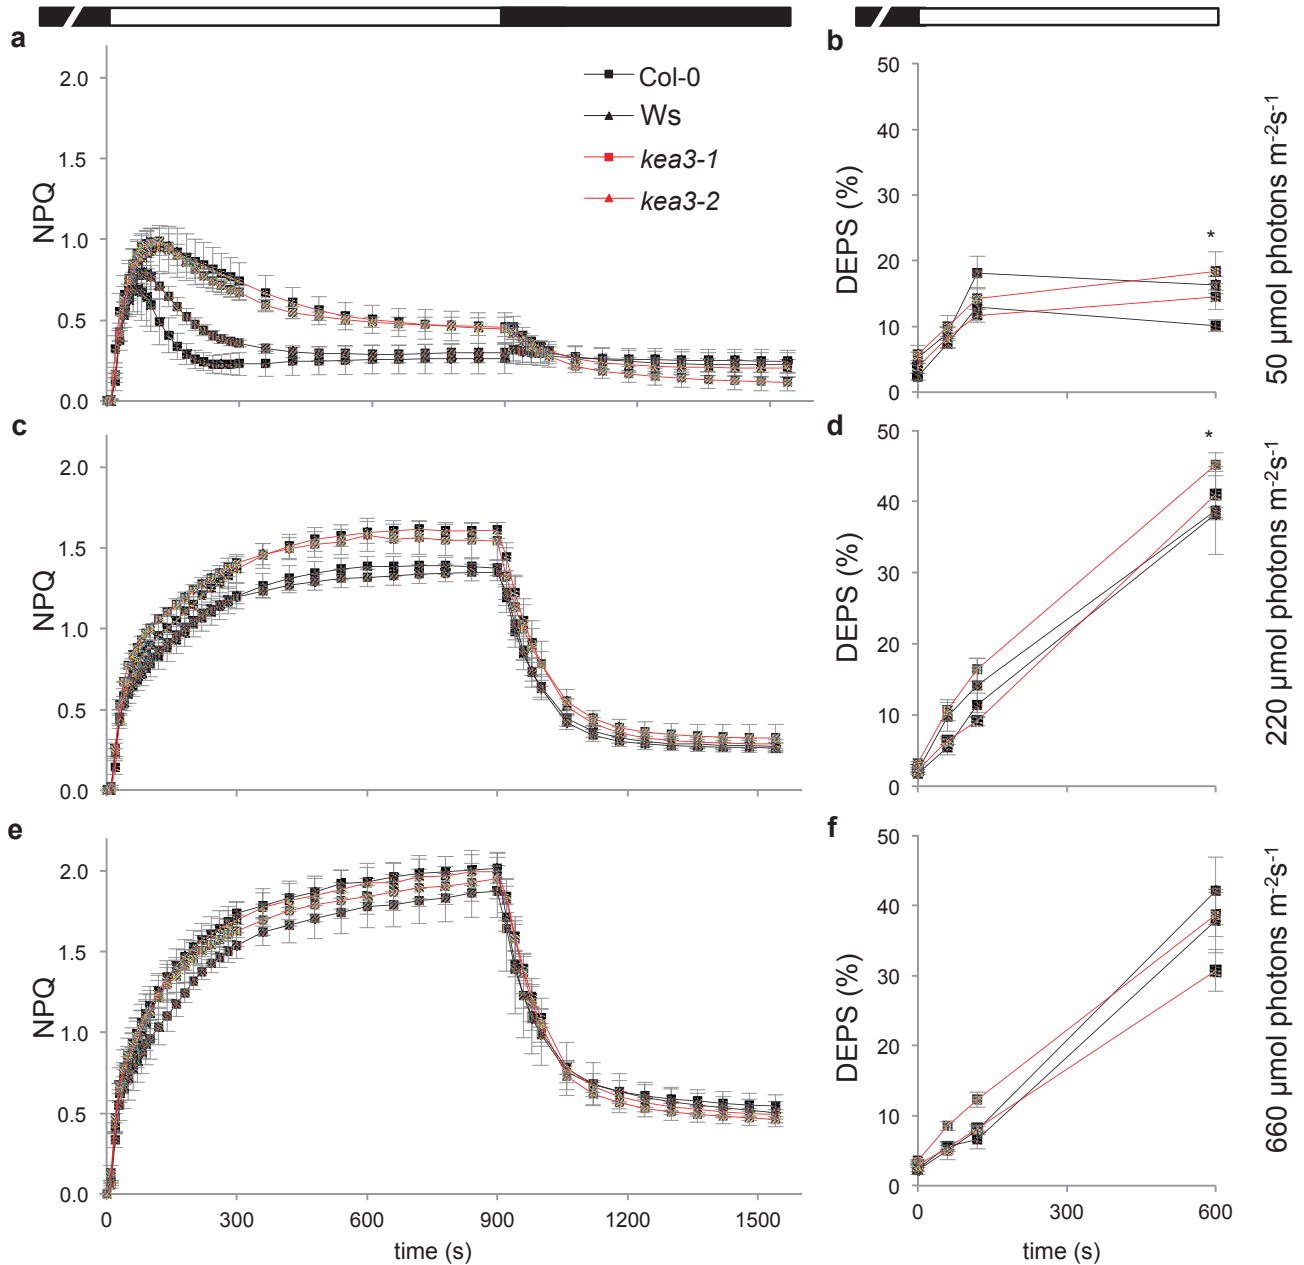 a
b
2.0
1.5
1.0
0.5
0.0
NPQ
Col-0
Ws
kea3-1
kea3-2
50
40
30
20
10
0
DEPS (%)
*
50 µmol photons m-2s-1
c
d
2.0
1.5
1.0
0.5
0.0
NPQ
50
40
30
20
10
0
DEPS (%)
*
220 µmol photons m-2s-1
e
f
2.0
1.5
1.0
0.5
0.0
NPQ
0 300 600 900 1200 1500
time (s)
50
40
30
20
10
0
DEPS (%)
0 300 600
time (s)
660 µmol photons m-2s-1